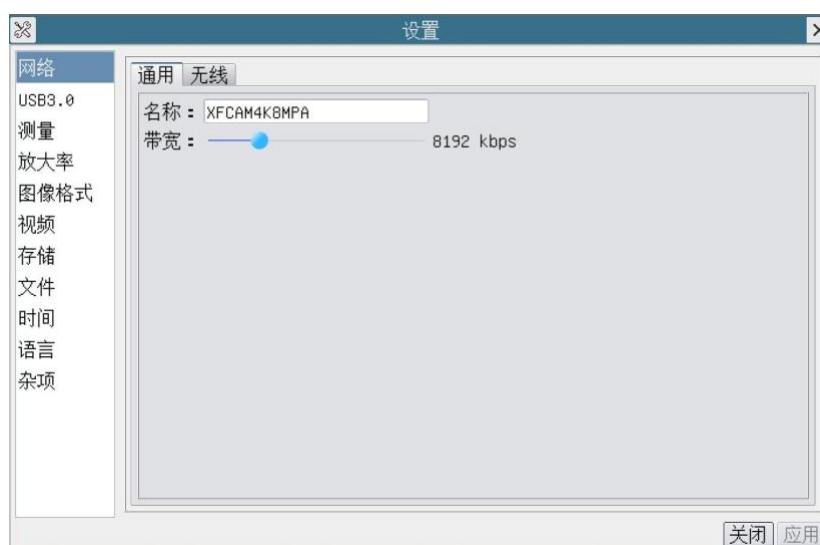 设置
网络
USB3.0
测量
放大率
图像格式
视频
存储
文件
时间
语言
杂项
通用 无线
名称：XFCAM4K8MPA
带宽： 8192 kbps
关闭 应用